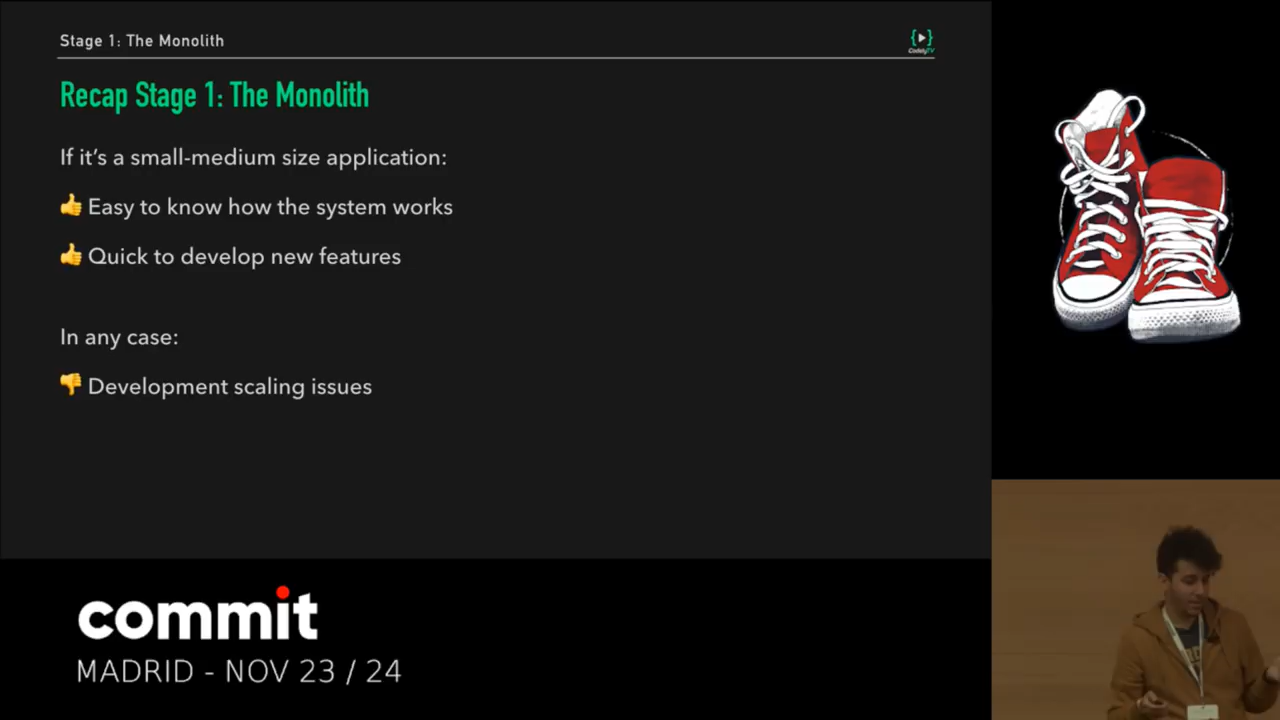 Stage 1: The Monolith
CodelyTV
Recap Stage 1: The Monolith
If it's a small-medium size application:
👍 Easy to know how the system works
👍 Quick to develop new features
In any case:
👎 Development scaling issues
commit
MADRID - NOV 23 / 24